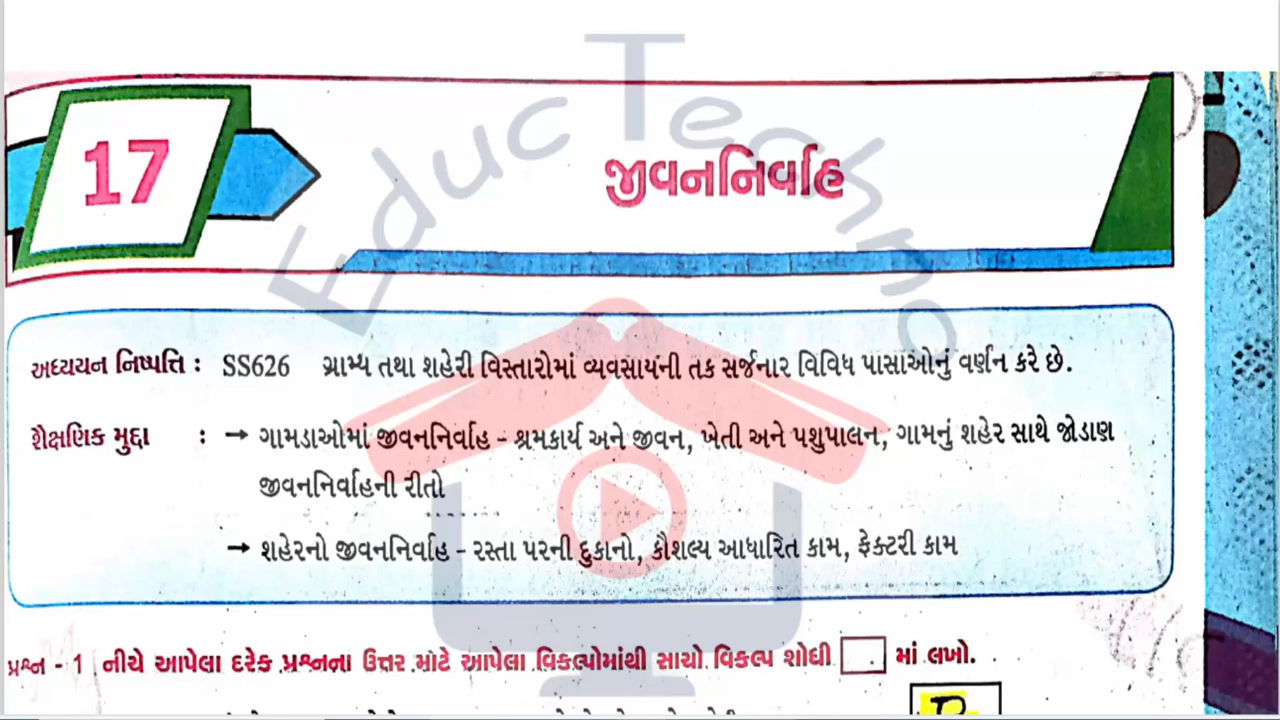 Educ Techno
17
જીવનનિર્વાહ
અધ્યયન નિષ્પત્તિ : SS626 ગ્રામ્ય તથા શહેરી વિસ્તારોમાં વ્યવસાયની તક સર્જનાર વિવિધ પાસાઓનું વર્ણન કરે છે.
શૈક્ષણિક મુદ્દા : → ગામડાઓમાં જીવનનિર્વાહ - શ્રમકાર્ય અને જીવન, ખેતી અને પશુપાલન, ગામનું શહેર સાથે જોડાણ
જીવનનિર્વાહની રીતો
→ શહેરનો જીવનનિર્વાહ - રસ્તા પરની દુકાનો, કૌશલ્ય આધારિત કામ, ફેક્ટરી કામ
પ્રશ્ન - 1 નીચે આપેલા દરેક પ્રશ્નના ઉત્તર માટે આપેલા વિકલ્પોમાંથી સાચો વિકલ્પ શોધી માં લખો.